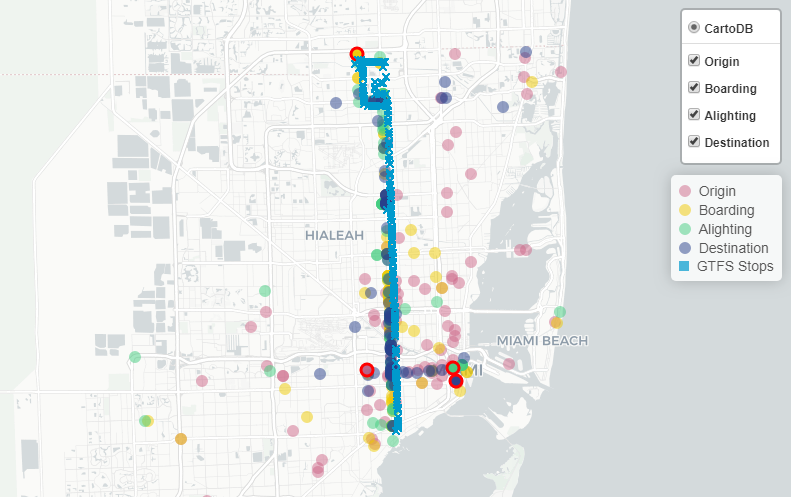 CartoDB
Origin
Boarding
Alighting
Destination
Origin
Boarding
Alighting
Destination
GTFS Stops
HIALEAH
MIAMI BEACH
MI